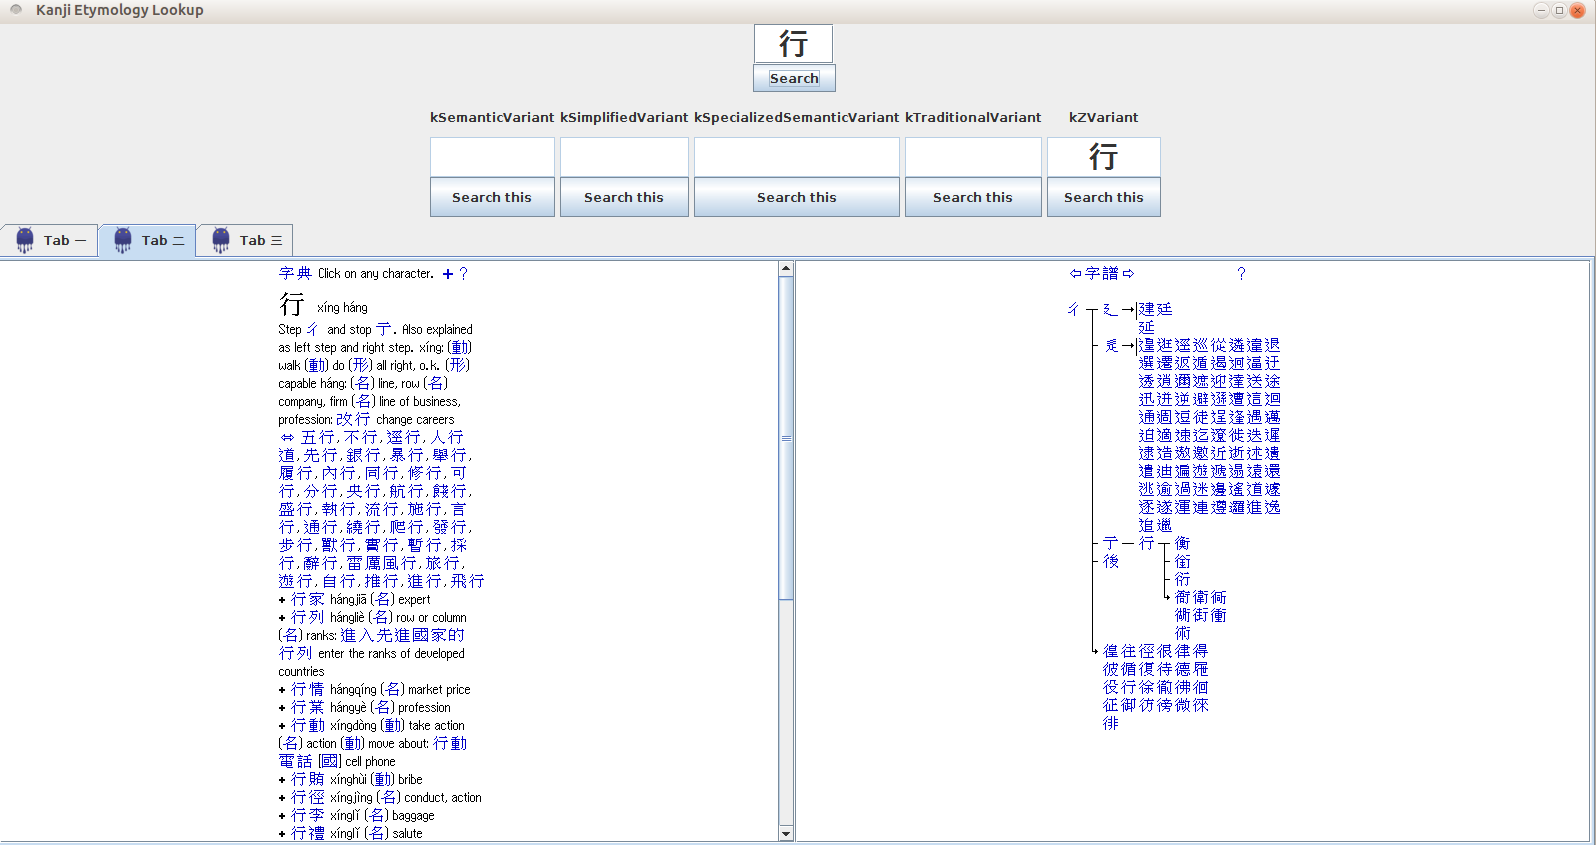 Kanji Etymology Lookup
行
Search
kSemanticVariant kSimplifiedVariant kSpecializedSemanticVariant kTraditionalVariant kZVariant
行
Search this Search this Search this Search this Search this
Tab 一 Tab 二 Tab 三
字典 Click on any character. + ?
行 xíng háng
Step 彳 and stop 亍. Also explained
as left step and right step. xíng: (動)
walk (動) do (形) all right, o.k. (形)
capable háng: (名) line, row (名)
company, firm (名) line of business,
profession: 改行 change careers
⇔ 五行, 不行, 逕行, 人行
道, 先行, 銀行, 暴行, 舉行,
履行, 內行, 同行, 修行, 可
行, 分行, 央行, 航行, 餞行,
盛行, 執行, 流行, 施行, 言
行, 通行, 繞行, 爬行, 發行,
步行, 獸行, 實行, 暫行, 採
行, 辭行, 雷厲風行, 旅行,
遊行, 自行, 推行, 進行, 飛行
+ 行家 hángjiā (名) expert
+ 行列 hángliè (名) row or column
(名) ranks: 進入先進國家的
行列 enter the ranks of developed
countries
+ 行情 hángqíng (名) market price
+ 行業 hángyè (名) profession
+ 行動 xíngdòng (動) take action
(名) action (動) move about: 行動
電話 [國] cell phone
+ 行賄 xínghùi (動) bribe
+ 行徑 xíngjìng (名) conduct, action
+ 行李 xínglǐ (名) baggage
+ 行禮 xínglǐ (名) salute
⇦字譜⇨ ?
彳 廴 →建廷
延
辵 →遑逛逕巡從遴違退
選遷返遁遏迥逼迂
透逍邇遮迎達送途
迅迸逆避遜遭這迴
通週逗徒逞逢遇邁
迫適速迄遼徙迭遲
逮造遨邀近逝述遺
遣迪遍遊遞遢遠還
逃逾過迷邊遙道遽
逐遂運連遵邏進逸
追邋
亍 行 衡
後 銜
衍
衙衛衕
衚街衝
術
徨往徑很律得
彼循復待德履
役行徐徹彿徊
征御彷徬微徠
徘